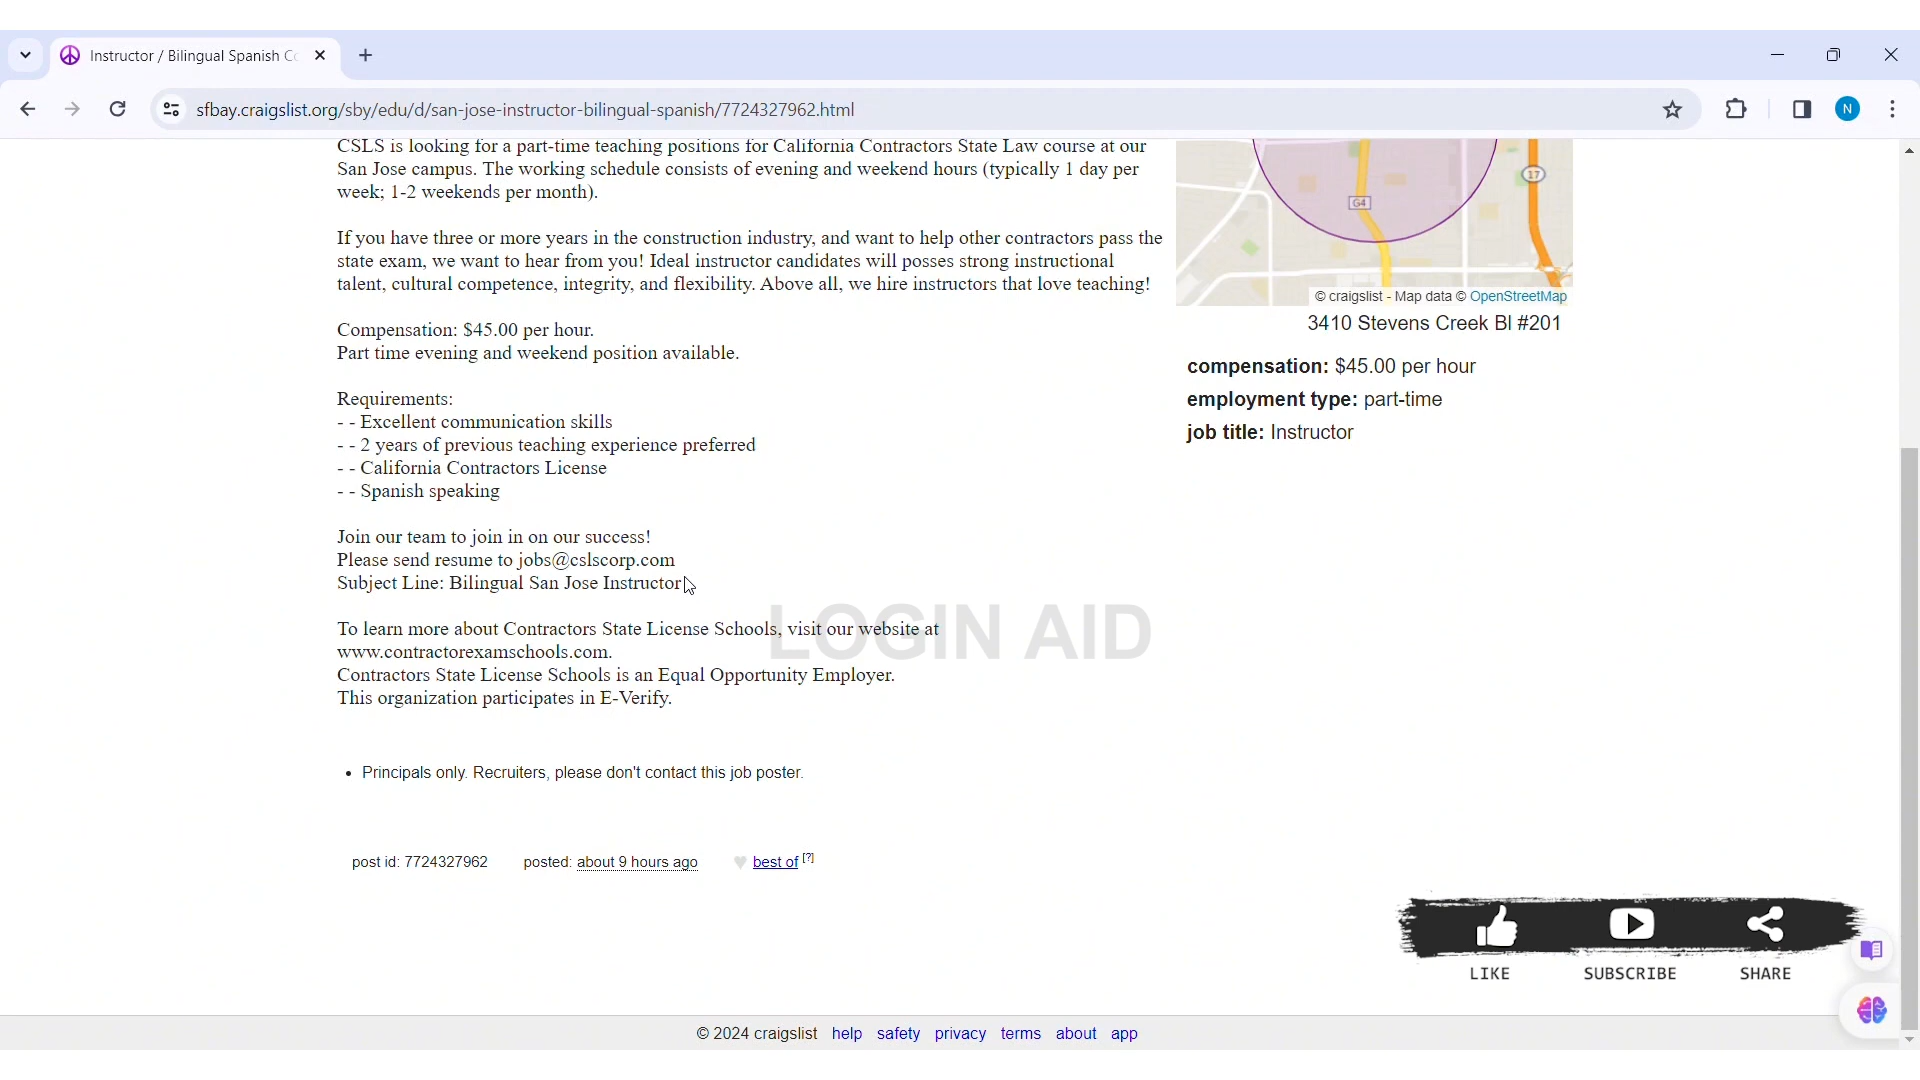 Instructor / Bilingual Spanish Co
sfbay.craigslist.org/sby/edu/d/san-jose-instructor-bilingual-spanish/7724327962.html
N
CSLS is looking for a part-time teaching positions for California Contractors State Law course at our
San Jose campus. The working schedule consists of evening and weekend hours (typically 1 day per
week; 1-2 weekends per month).
If you have three or more years in the construction industry, and want to help other contractors pass the
state exam, we want to hear from you! Ideal instructor candidates will posses strong instructional
talent, cultural competence, integrity, and flexibility. Above all, we hire instructors that love teaching!
Compensation: $45.00 per hour.
Part time evening and weekend position available.
Requirements:
- - Excellent communication skills
- - 2 years of previous teaching experience preferred
- - California Contractors License
- - Spanish speaking
Join our team to join in on our success!
Please send resume to jobs@cslscorp.com
Subject Line: Bilingual San Jose Instructor
To learn more about Contractors State License Schools, visit our website at
www.contractorexamschools.com.
Contractors State License Schools is an Equal Opportunity Employer.
This organization participates in E-Verify.
• Principals only. Recruiters, please don't contact this job poster.
post id: 7724327962 posted: about 9 hours ago best of [?]
17
G4
© craigslist - Map data © OpenStreetMap
3410 Stevens Creek Bl #201
compensation: $45.00 per hour
employment type: part-time
job title: Instructor
LOGIN AID
LIKE SUBSCRIBE SHARE
© 2024 craigslist help safety privacy terms about app